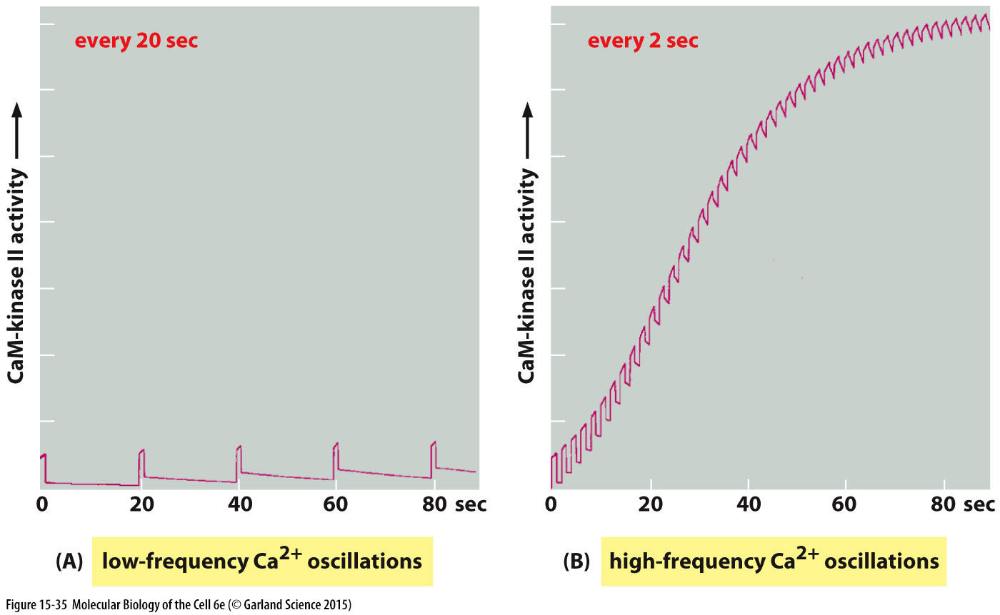 every 20 sec
CaM-kinase II activity
0 20 40 60 80 sec
(A) low-frequency Ca2+ oscillations
every 2 sec
CaM-kinase II activity
0 20 40 60 80 sec
(B) high-frequency Ca2+ oscillations
Figure 15-35 Molecular Biology of the Cell 6e (© Garland Science 2015)